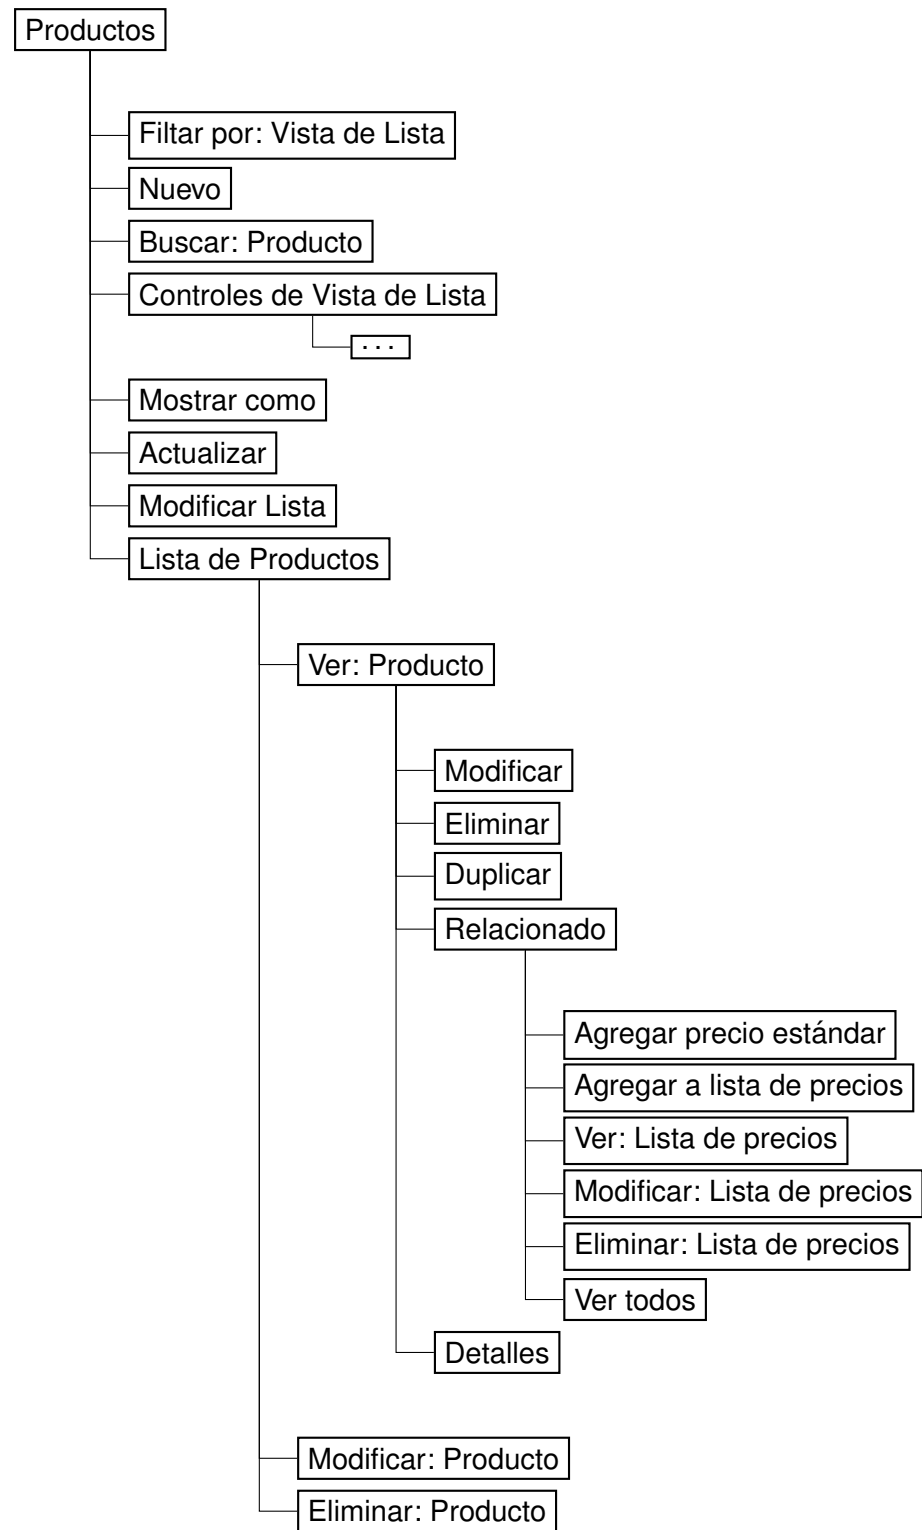 Productos
Filtar por: Vista de Lista
Nuevo
Buscar: Producto
Controles de Vista de Lista
...
Mostrar como
Actualizar
Modificar Lista
Lista de Productos
Ver: Producto
Modificar
Eliminar
Duplicar
Relacionado
Agregar precio estándar
Agregar a lista de precios
Ver: Lista de precios
Modificar: Lista de precios
Eliminar: Lista de precios
Ver todos
Detalles
Modificar: Producto
Eliminar: Producto